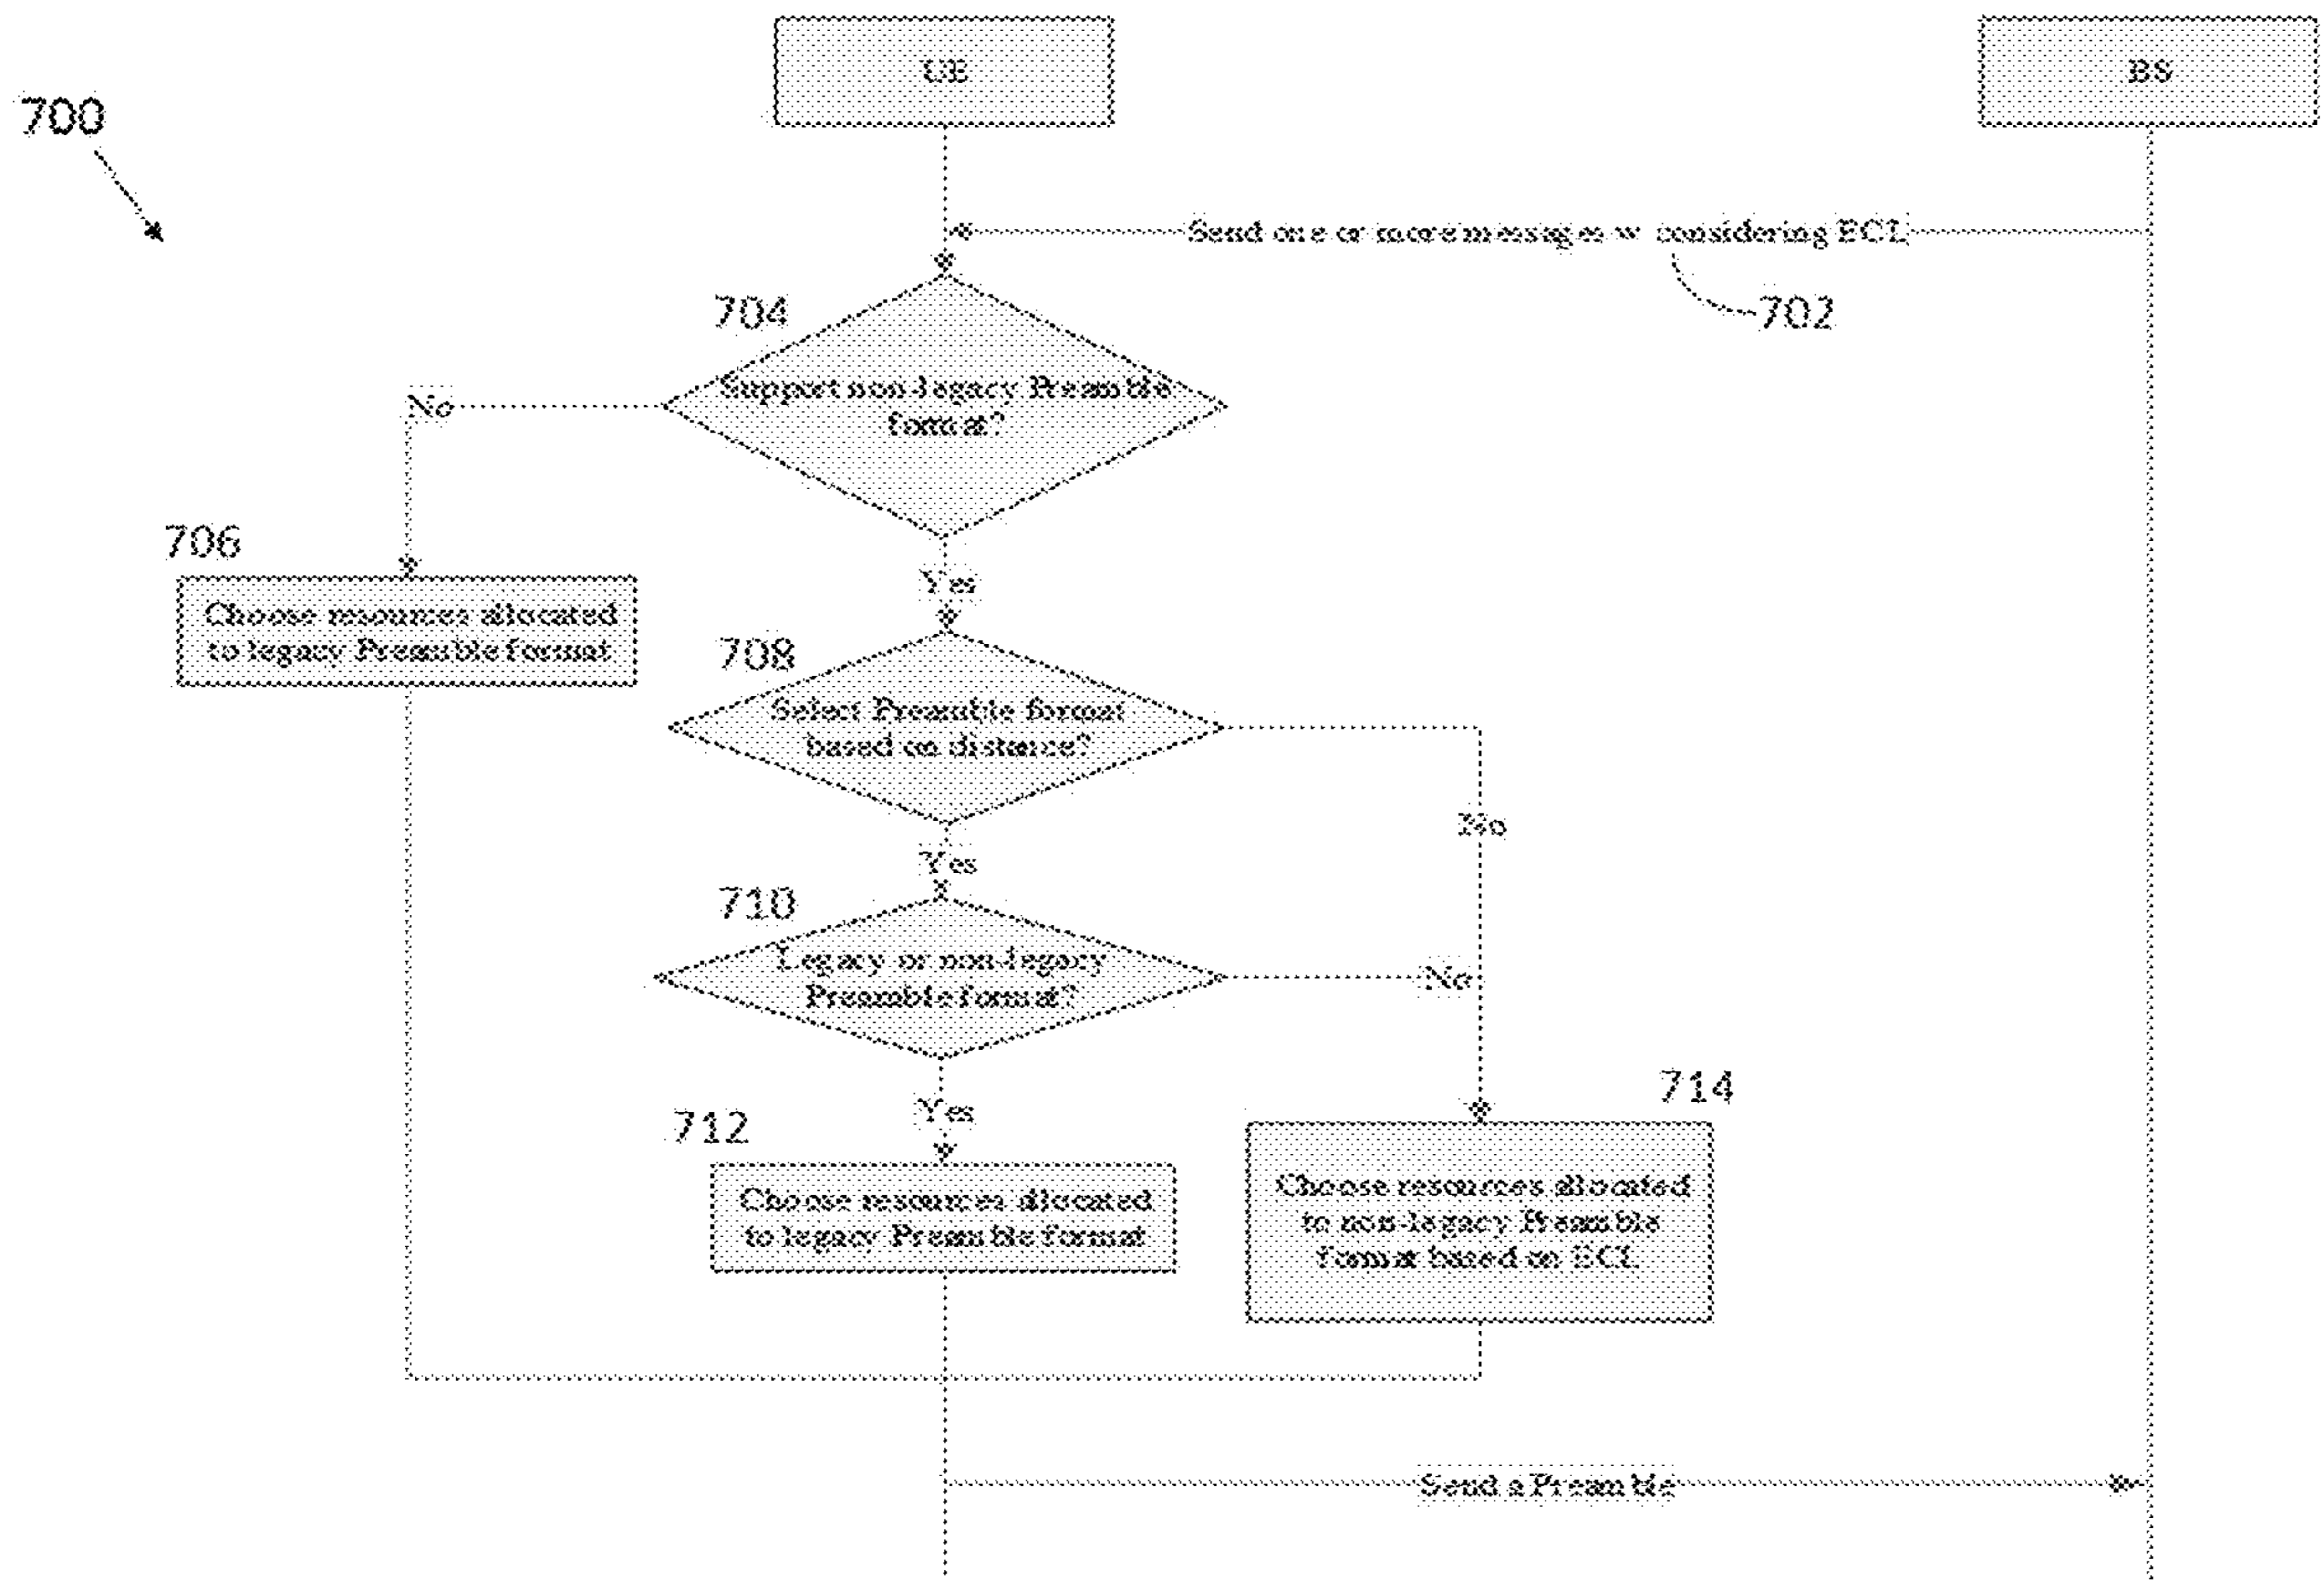 UE
BS
700
Send one or more messages w considering ECL
702
704
Support non-legacy Preamble
format?
No
706
Choose resources allocated
to legacy Preamble format
Yes
708
Select Preamble format
based on distance?
No
Yes
710
Legacy or non-legacy
Preamble format?
No
Yes
712
Choose resources allocated
to legacy Preamble format
714
Choose resources allocated
to non-legacy Preamble
format based on ECL
Send a Preamble